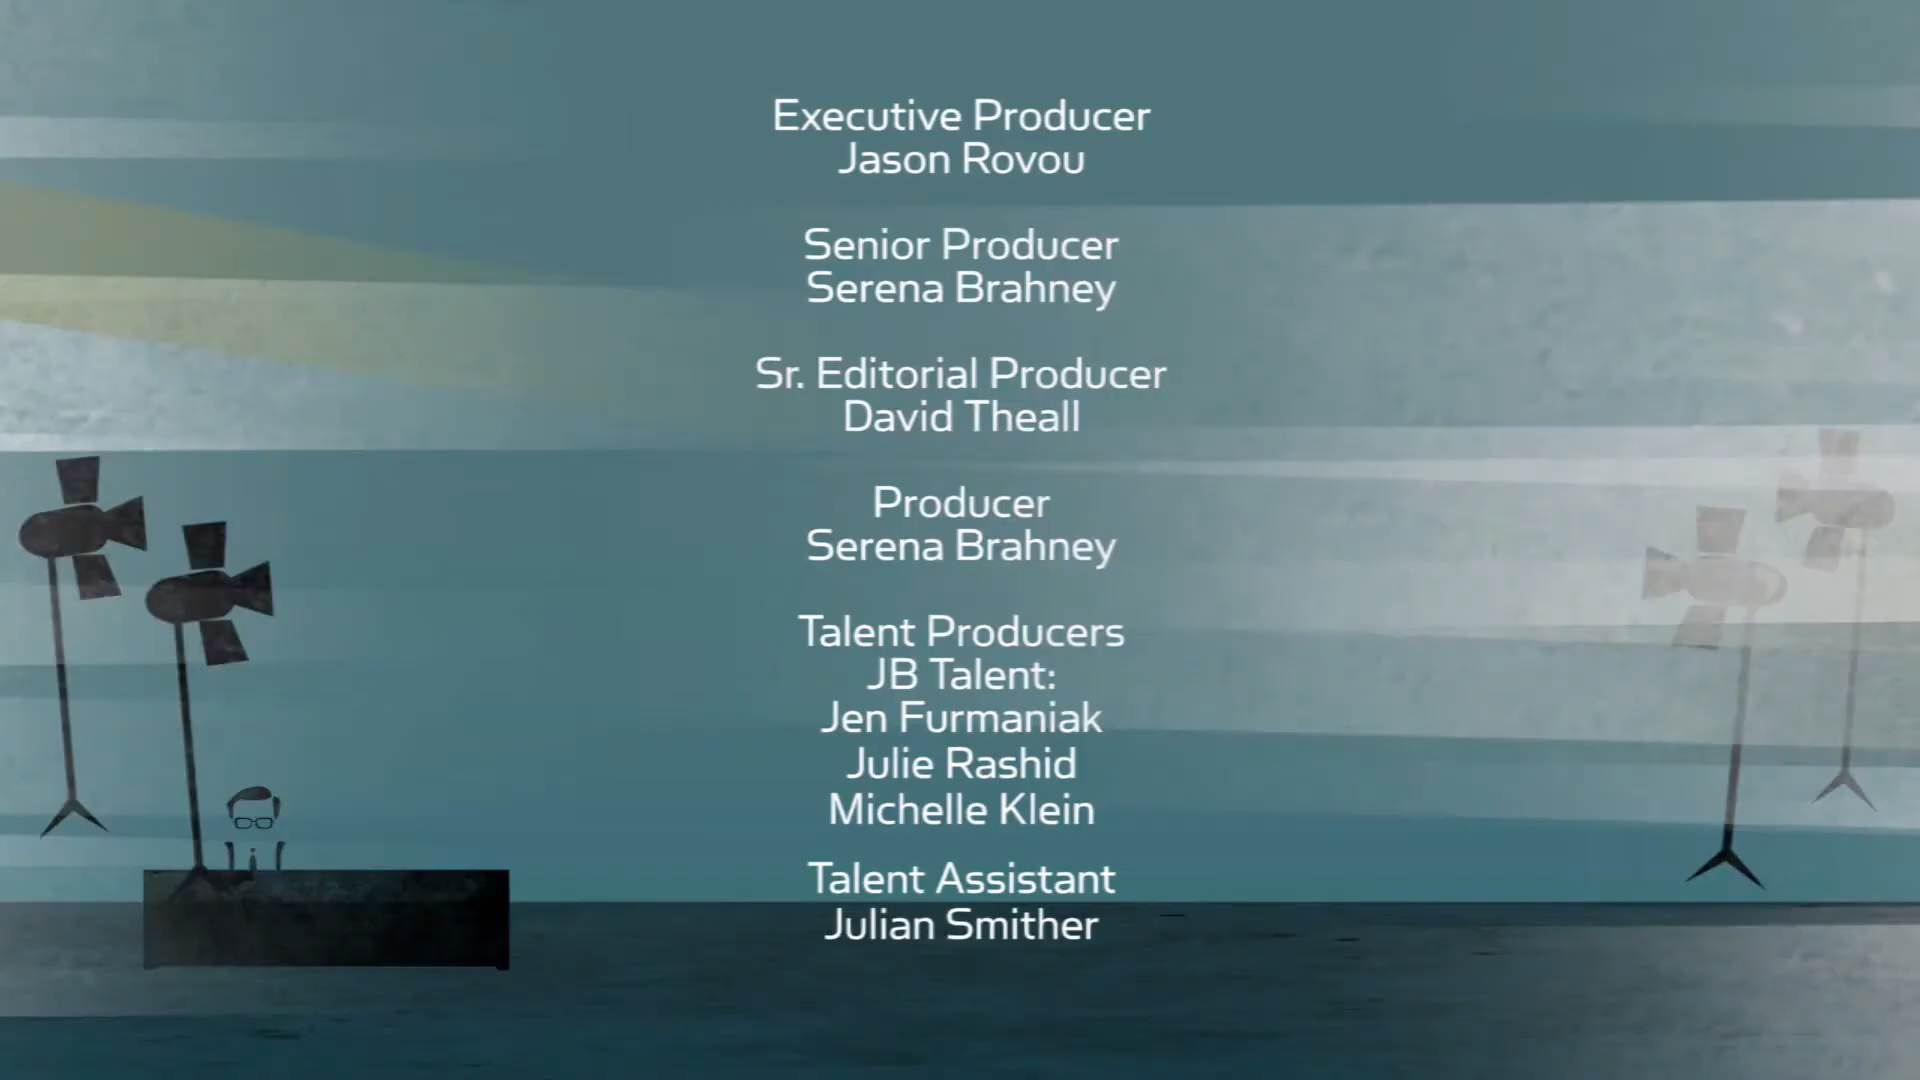 Executive Producer
Jason Rovou
Senior Producer
Serena Brahney
Sr. Editorial Producer
David Theall
Producer
Serena Brahney
Talent Producers
JB Talent:
Jen Furmaniak
Julie Rashid
Michelle Klein
Talent Assistant
Julian Smither